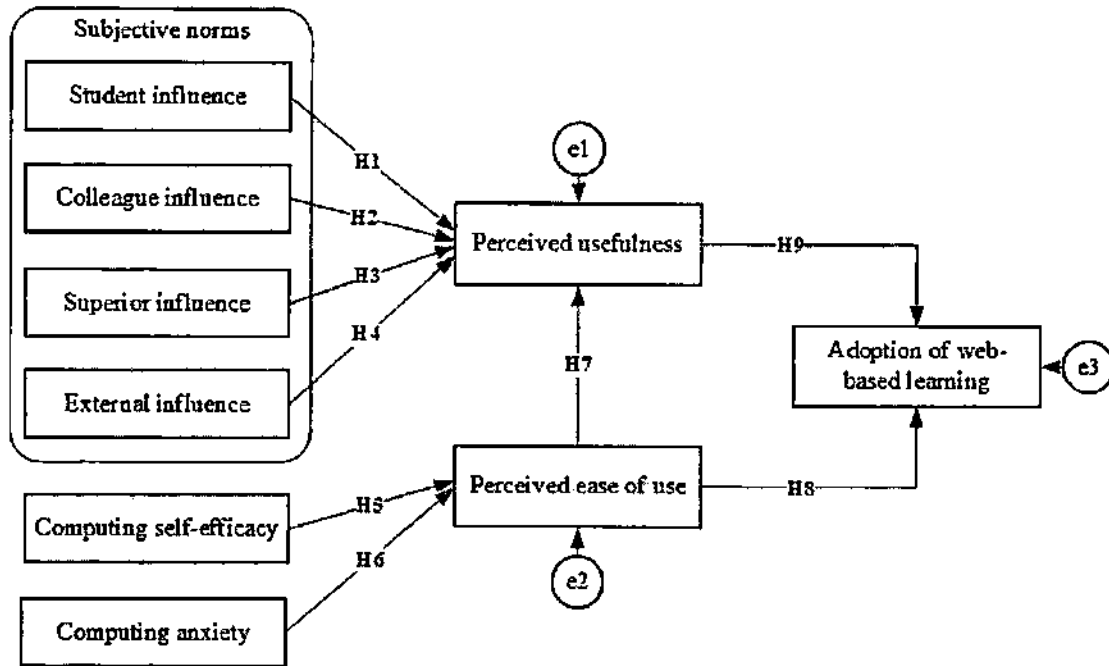 Subjective norms
Student influence
H1
e1
Colleague influence
H2
Perceived usefulness
H9
Superior influence
H3
H4
Adoption of web-
based learning
e3
H7
External influence
Perceived ease of use
H8
Computing self-efficacy
H5
H6
e2
Computing anxiety